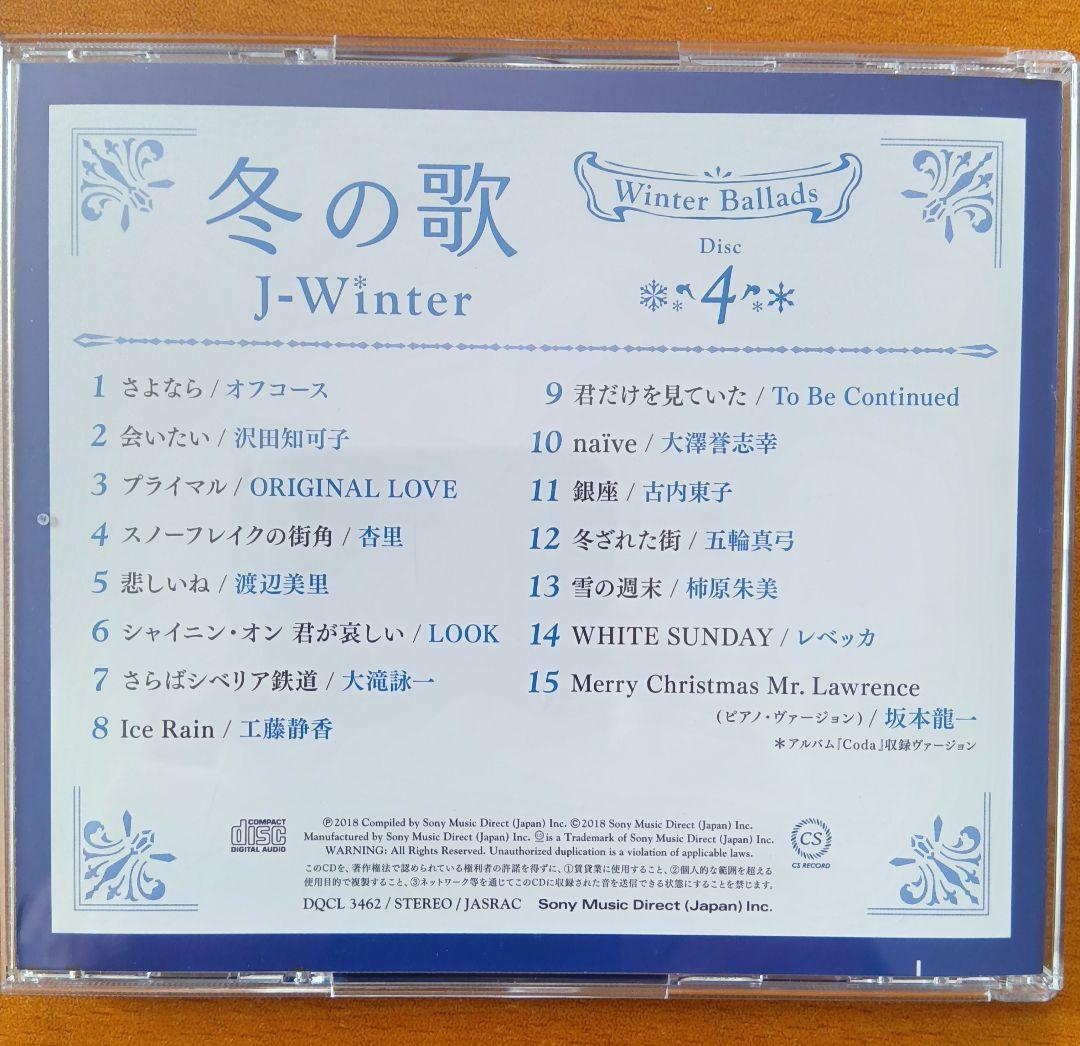 冬の歌
J-Winter
Winter Ballads
Disc
4
1 さよなら / オフコース
2 会いたい / 沢田知可子
3 プライマル / ORIGINAL LOVE
4 スノーフレイクの街角 / 杏里
5 悲しいね / 渡辺美里
6 シャイニン・オン 君が哀しい / LOOK
7 さらばシベリア鉄道 / 大滝詠一
8 Ice Rain / 工藤静香
9 君だけを見ていた / To Be Continued
10 naïve / 大澤誉志幸
11 銀座 / 古内東子
12 冬ざれた街 / 五輪真弓
13 雪の週末 / 柿原朱美
14 WHITE SUNDAY / レベッカ
15 Merry Christmas Mr. Lawrence
(ピアノ・ヴァージョン) / 坂本龍一
＊アルバム『Coda』収録ヴァージョン
COMPACT
disc
DIGITAL AUDIO
℗2018 Compiled by Sony Music Direct (Japan) Inc. ©2018 Sony Music Direct (Japan) Inc.
Manufactured by Sony Music Direct (Japan) Inc. is a Trademark of Sony Music Direct (Japan) Inc.
WARNING: All Rights Reserved. Unauthorized duplication is a violation of applicable laws.
このCDを、著作権法で認められている権利者の許諾を得ずに、①賃貸業に使用すること、②個人的な範囲を超える
使用目的で複製すること、③ネットワーク等を通じてこのCDに収録された音を送信できる状態にすることを禁じます。
DQCL 3462 / STEREO / JASRAC Sony Music Direct (Japan) Inc.
CS
CS RECORD